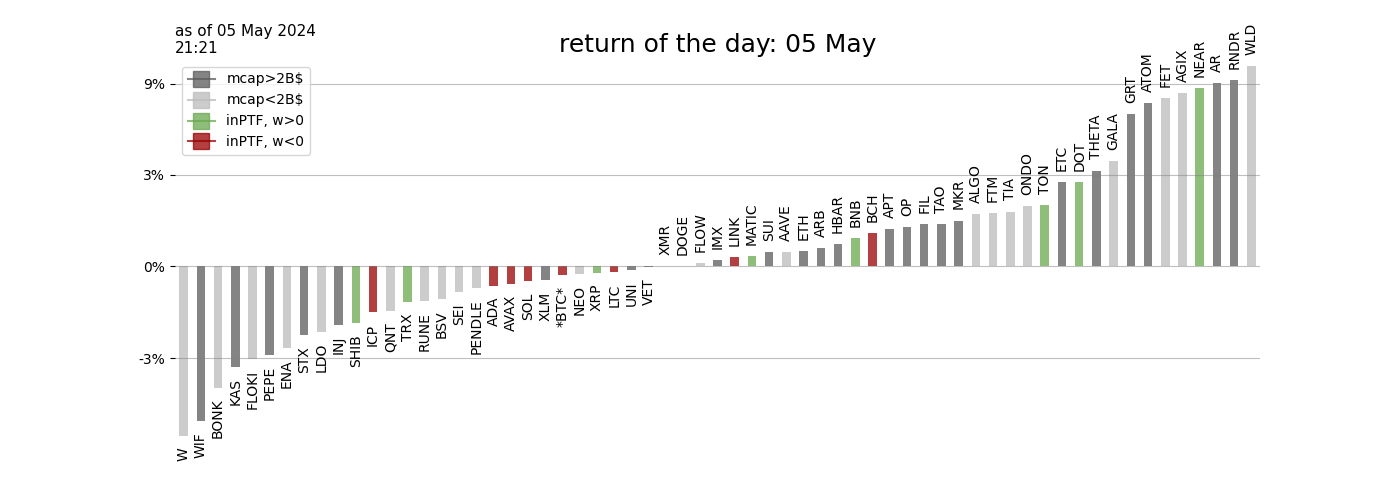 as of 05 May 2024
21:21
return of the day: 05 May
mcap>2B$
mcap<2B$
inPTF, w>0
inPTF, w<0
9%
3%
0%
-3%
W
WIF
BONK
KAS
FLOKI
PEPE
ENA
STX
LDO
INJ
SHIB
ICP
QNT
TRX
RUNE
BSV
SEI
PENDLE
ADA
AVAX
SOL
XLM
*BTC*
NEO
XRP
LTC
UNI
VET
XMR
DOGE
FLOW
IMX
LINK
MATIC
SUI
AAVE
ETH
ARB
HBAR
BNB
BCH
APT
OP
FIL
TAO
MKR
ALGO
FTM
TIA
ONDO
TON
ETC
DOT
THETA
GALA
GRT
ATOM
FET
AGIX
NEAR
AR
RNDR
WLD